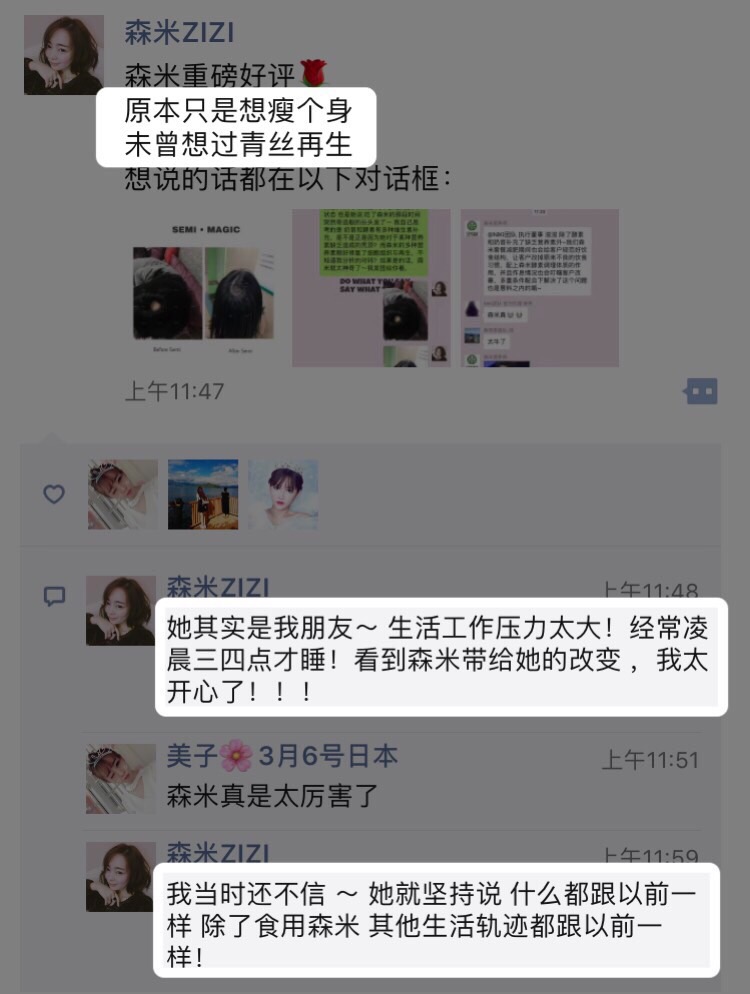 森米ZIZI
森米重磅好评🌹
原本只是想瘦个身
未曾想过青丝再生
想说的话都在以下对话框：
SEMI • MAGIC
Before Semi
After Semi
DO WHAT YOU
SAY WHAT
上午11:47
森米ZIZI
上午11:48
她其实是我朋友～ 生活工作压力太大！经常凌
晨三四点才睡！看到森米带给她的改变 ，我太
开心了！！！
美子🌸3月6号日本
上午11:51
森米真是太厉害了
森米ZIZI
上午11:59
我当时还不信 ～ 她就坚持说 什么都跟以前一
样 除了食用森米 其他生活轨迹都跟以前一
样！